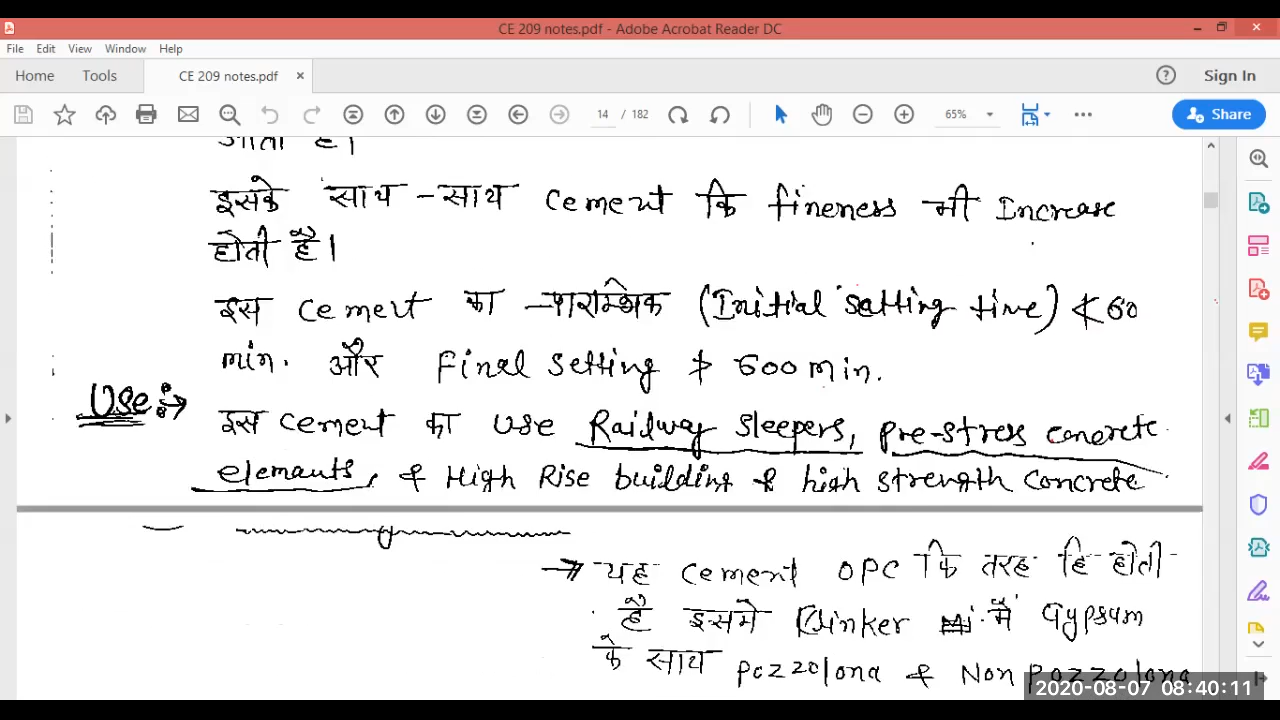 CE 209 notes.pdf - Adobe Acrobat Reader DC
File Edit View Window Help
Home Tools CE 209 notes.pdf × Sign In
14 / 182 65% Share
जाता है।
इसके साथ - साथ cement कि fineness भी Increase
होती है।
इस cement का प्रारम्भिक (Initial setting time) ≮ 60
min. और Final setting ≯ 600 min.
Use :→ इस cement का use Railway sleepers, pre-stress concrete
elemants, & High Rise building & high strength concrete
→ यह cement OPC कि तरह हि होती
है इसमे Clinker में Gypsum
के साथ pozzolona & Non pozzolona
2020-08-07 08:40:11